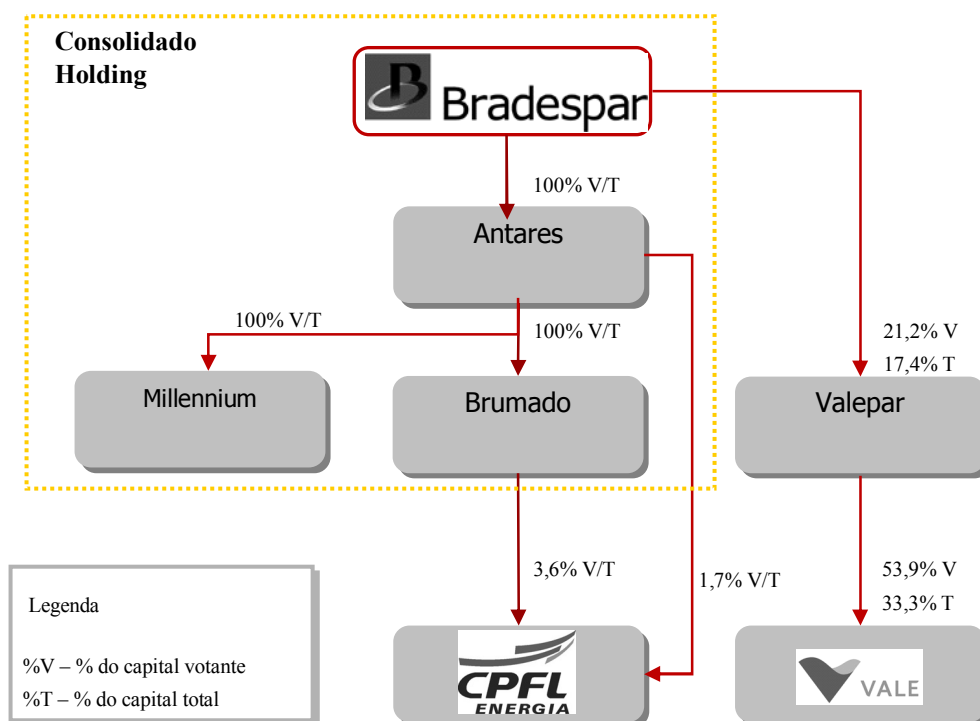 Consolidado
Holding
Bradespar
100% V/T
Antares
100% V/T
100% V/T
21,2% V
17,4% T
Millennium
Brumado
Valepar
3,6% V/T
1,7% V/T
53,9% V
33,3% T
Legenda
%V – % do capital votante
%T – % do capital total
CPFL
ENERGIA
VALE